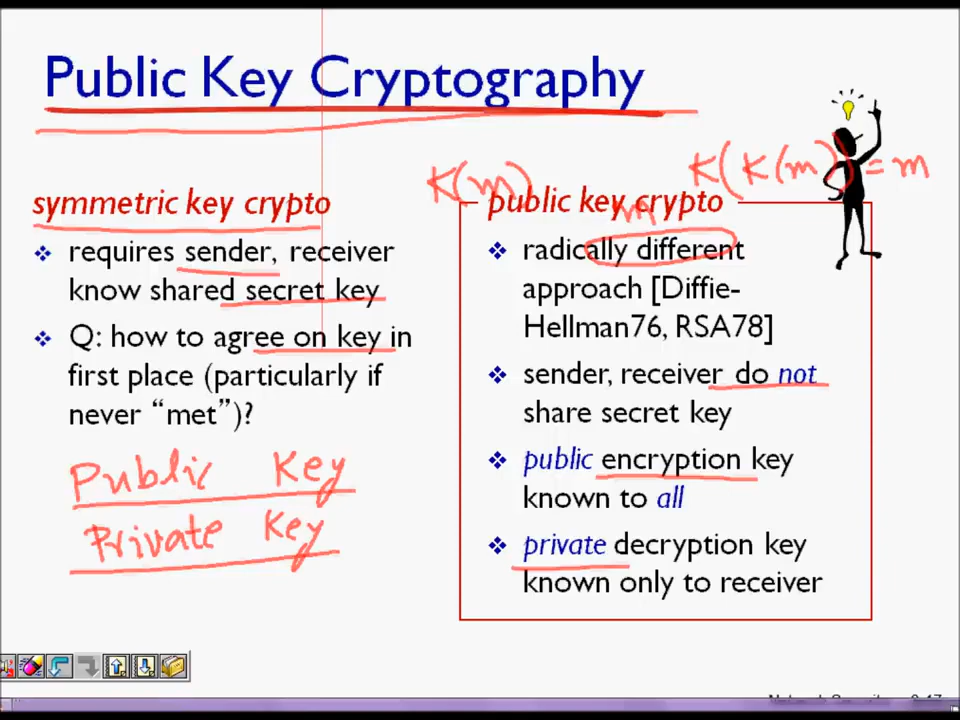 Public Key Cryptography
symmetric key crypto
❖ requires sender, receiver
know shared secret key
❖ Q: how to agree on key in
first place (particularly if
never “met”)?
Public Key
Private Key
K(m)
m
K(K(m)) = m
public key crypto
❖ radically different
approach [Diffie-
Hellman76, RSA78]
❖ sender, receiver do not
share secret key
❖ public encryption key
known to all
❖ private decryption key
known only to receiver